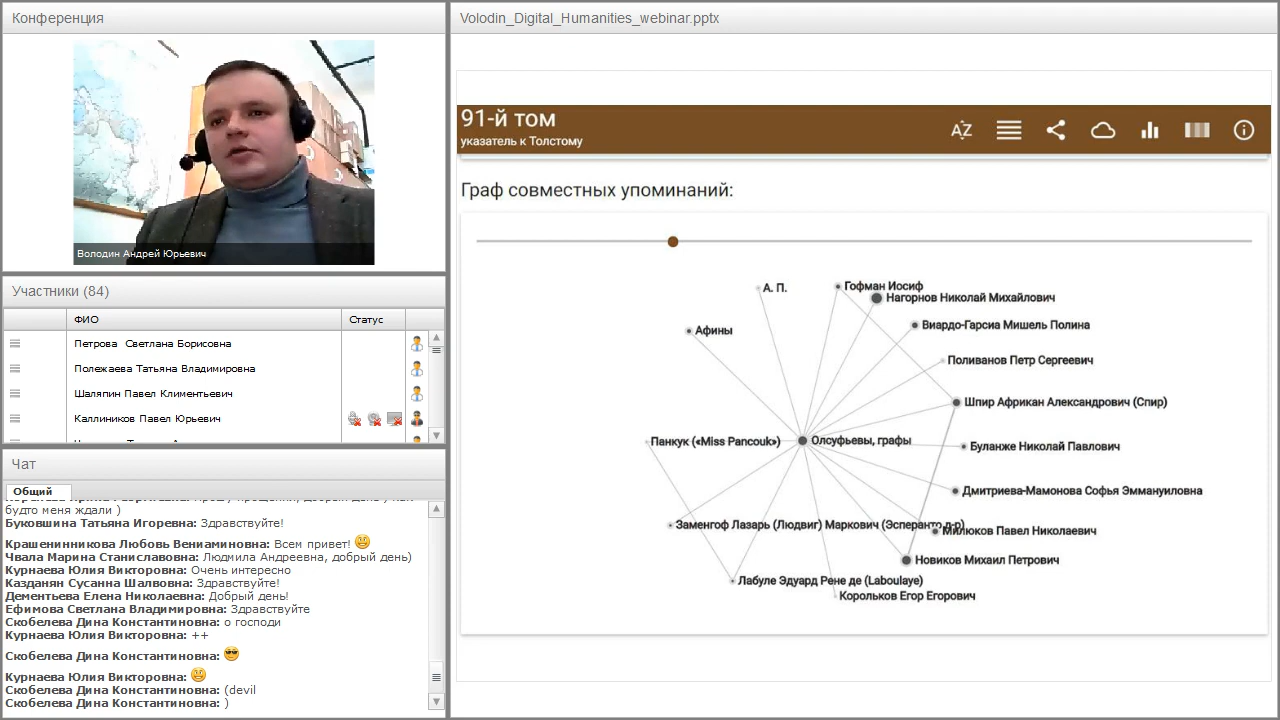 Конференция
Володин Андрей Юрьевич
Участники (84)
ФИО
Статус
Петрова Светлана Борисовна
Полежаева Татьяна Владимировна
Шаляпин Павел Климентьевич
Каллиников Павел Юрьевич
Чат
Общий
будто меня ждали )
Буковшина Татьяна Игоревна: Здравствуйте!
Крашенинникова Любовь Вениаминовна: Всем привет!
Чвала Марина Станиславовна: Людмила Андреевна, добрый день)
Курнаева Юлия Викторовна: Очень интересно
Казданян Сусанна Шалвовна: Здравствуйте!
Дементьева Елена Николаевна: Добрый день!
Ефимова Светлана Владимировна: Здравствуйте
Скобелева Дина Константиновна: о господи
Курнаева Юлия Викторовна: ++
Скобелева Дина Константиновна:
Курнаева Юлия Викторовна:
Скобелева Дина Константиновна: (devil
Скобелева Дина Константиновна: )
Volodin_Digital_Humanities_webinar.pptx
91-й том
указатель к Толстому
AZ
Граф совместных упоминаний:
А. П.
Гофман Иосиф
Нагорнов Николай Михайлович
Афины
Виардо-Гарсиа Мишель Полина
Поливанов Петр Сергеевич
Шпир Африкан Александрович (Спир)
Панкук («Miss Pancouk»)
Олсуфьевы, графы
Буланже Николай Павлович
Дмитриева-Мамонова Софья Эммануиловна
Заменгоф Лазарь (Людвиг) Маркович (Эсперанто д-р)
Милюков Павел Николаевич
Новиков Михаил Петрович
Лабуле Эдуард Рене де (Laboulaye)
Корольков Егор Егорович